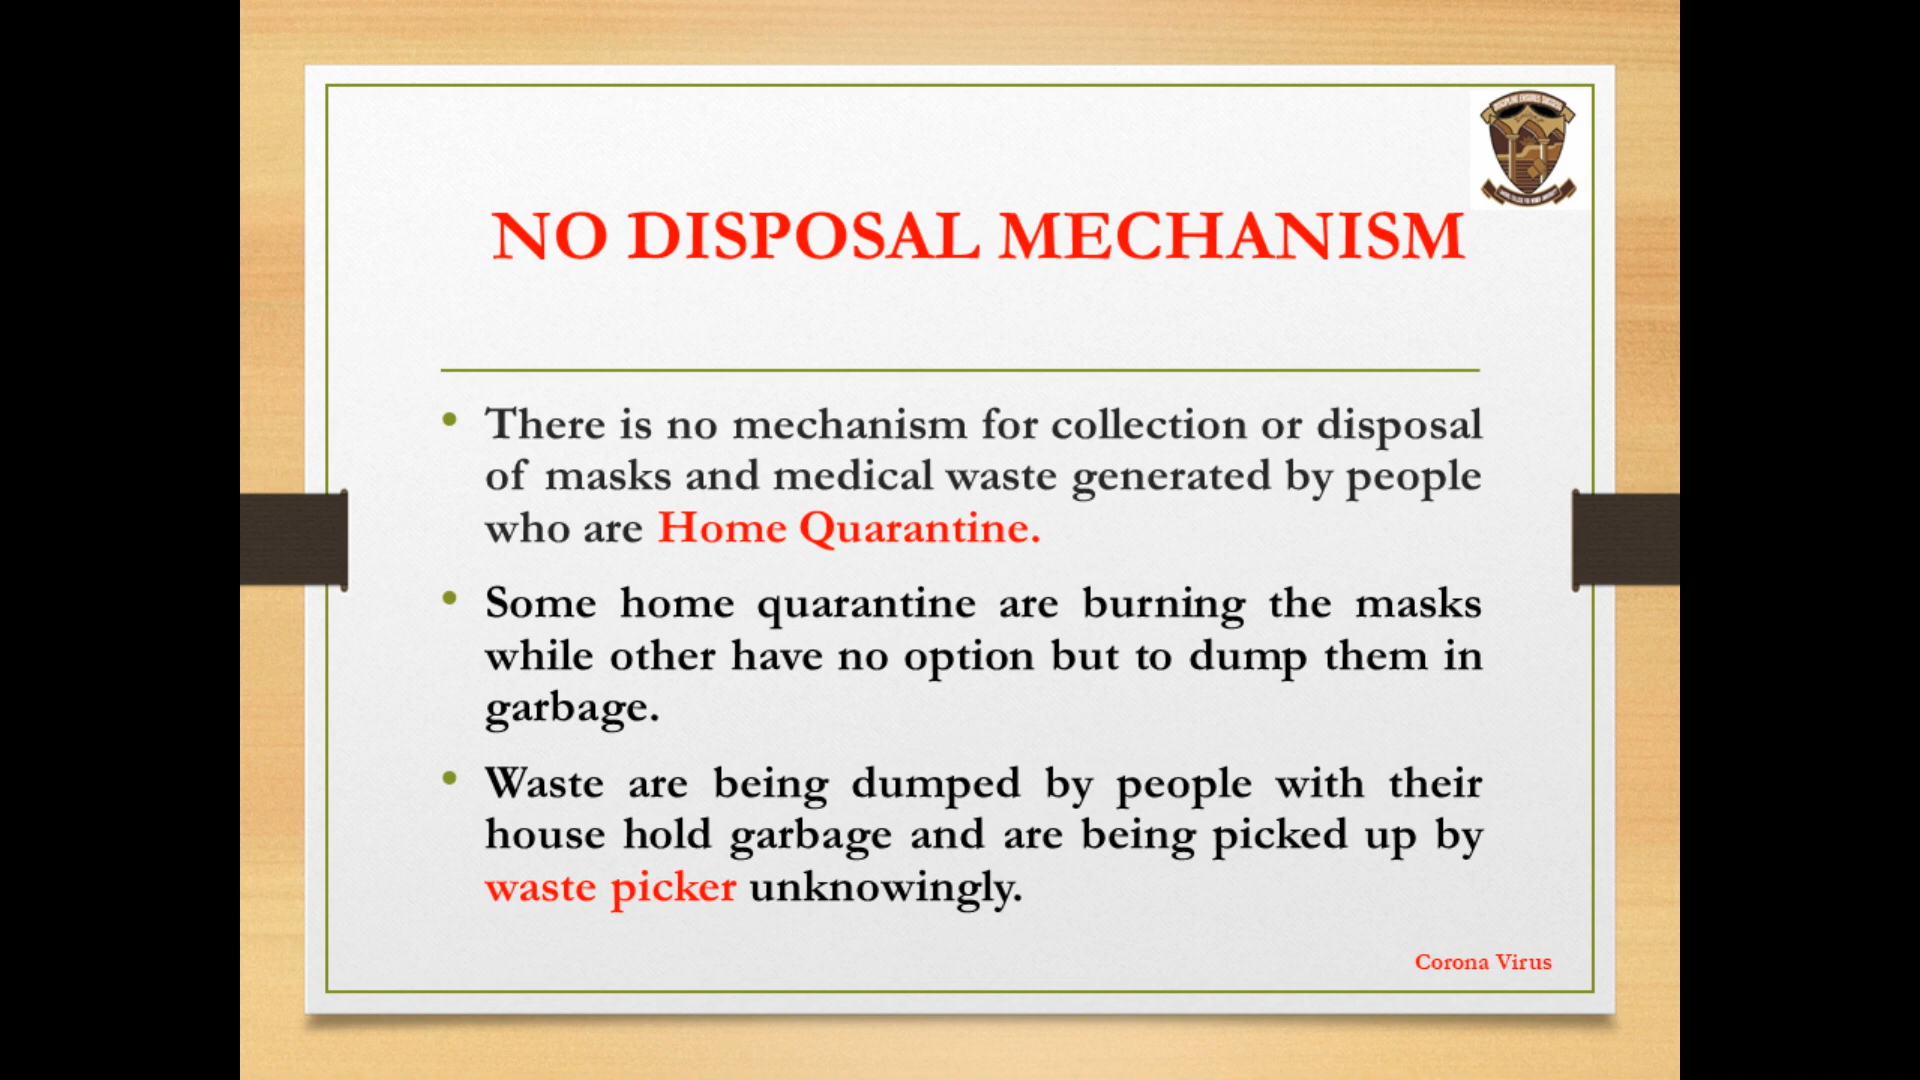 DISCIPLINE ENSURES SUCCESS
NO DISPOSAL MECHANISM
• There is no mechanism for collection or disposal
of masks and medical waste generated by people
who are Home Quarantine.
• Some home quarantine are burning the masks
while other have no option but to dump them in
garbage.
• Waste are being dumped by people with their
house hold garbage and are being picked up by
waste picker unknowingly.
Corona Virus